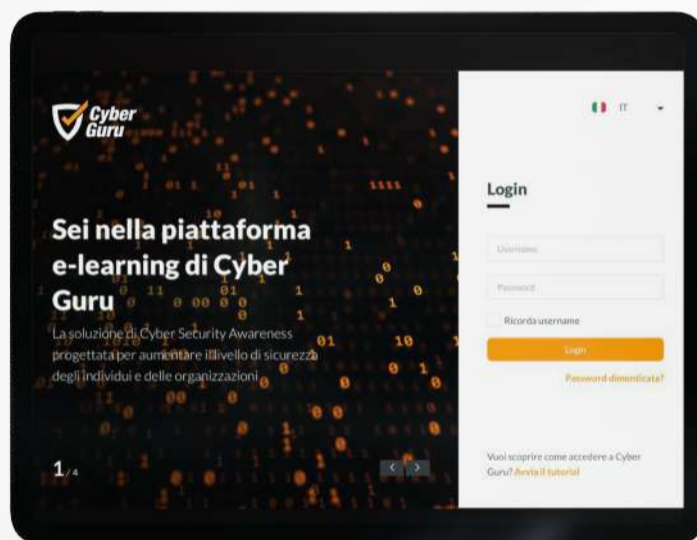 Cyber
Guru
Sei nella piattaforma
e-learning di Cyber
Guru
La soluzione di Cyber Security Awareness
progettata per aumentare il livello di sicurezza
degli individui e delle organizzazioni
1 / 4
IT
Login
Username
Password
Ricorda username
Login
Password dimenticata?
Vuoi scoprire come accedere a Cyber
Guru? Avvia il tutorial